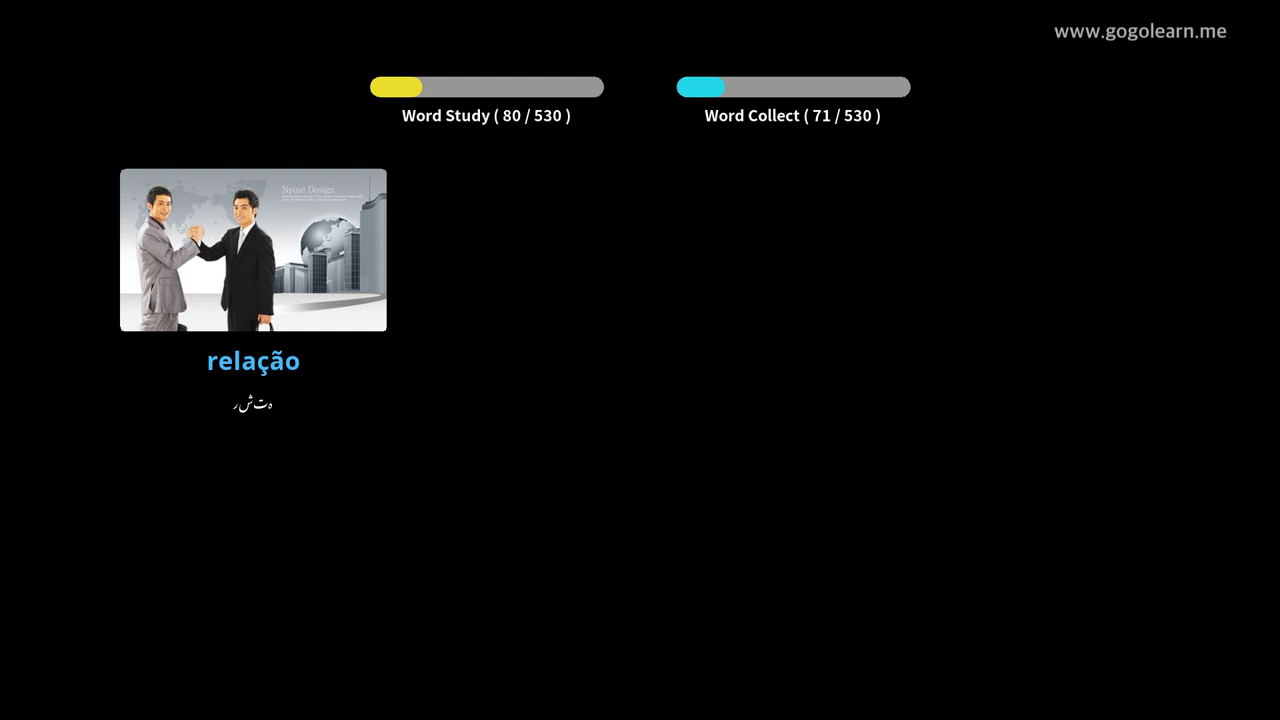 www.gogolearn.me
Word Study ( 80 / 530 )
Word Collect ( 71 / 530 )
Npine Design
relação
رشتہ